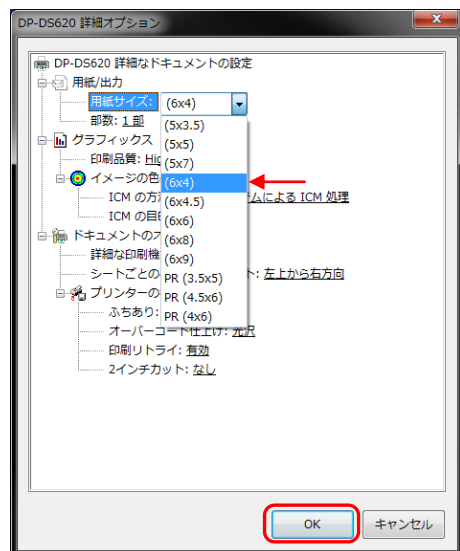 DP-DS620 詳細オプション
DP-DS620 詳細なドキュメントの設定
用紙/出力
用紙サイズ: (6x4)
部数: 1 部
(5x3.5)
(5x5)
(5x7)
(6x4)
(6x4.5)
(6x6)
(6x8)
(6x9)
PR (3.5x5)
PR (4.5x6)
PR (4x6)
グラフィックス
印刷品質:
イメージの色
ICM の方 ムによる ICM 処理
ICM の目
ドキュメントの
詳細な印刷機
シートごとの ト: 左上から右方向
プリンターの
ふちあり:
オーバーコート仕上げ: 光沢
印刷リトライ: 有効
2インチカット: なし
OK
キャンセル